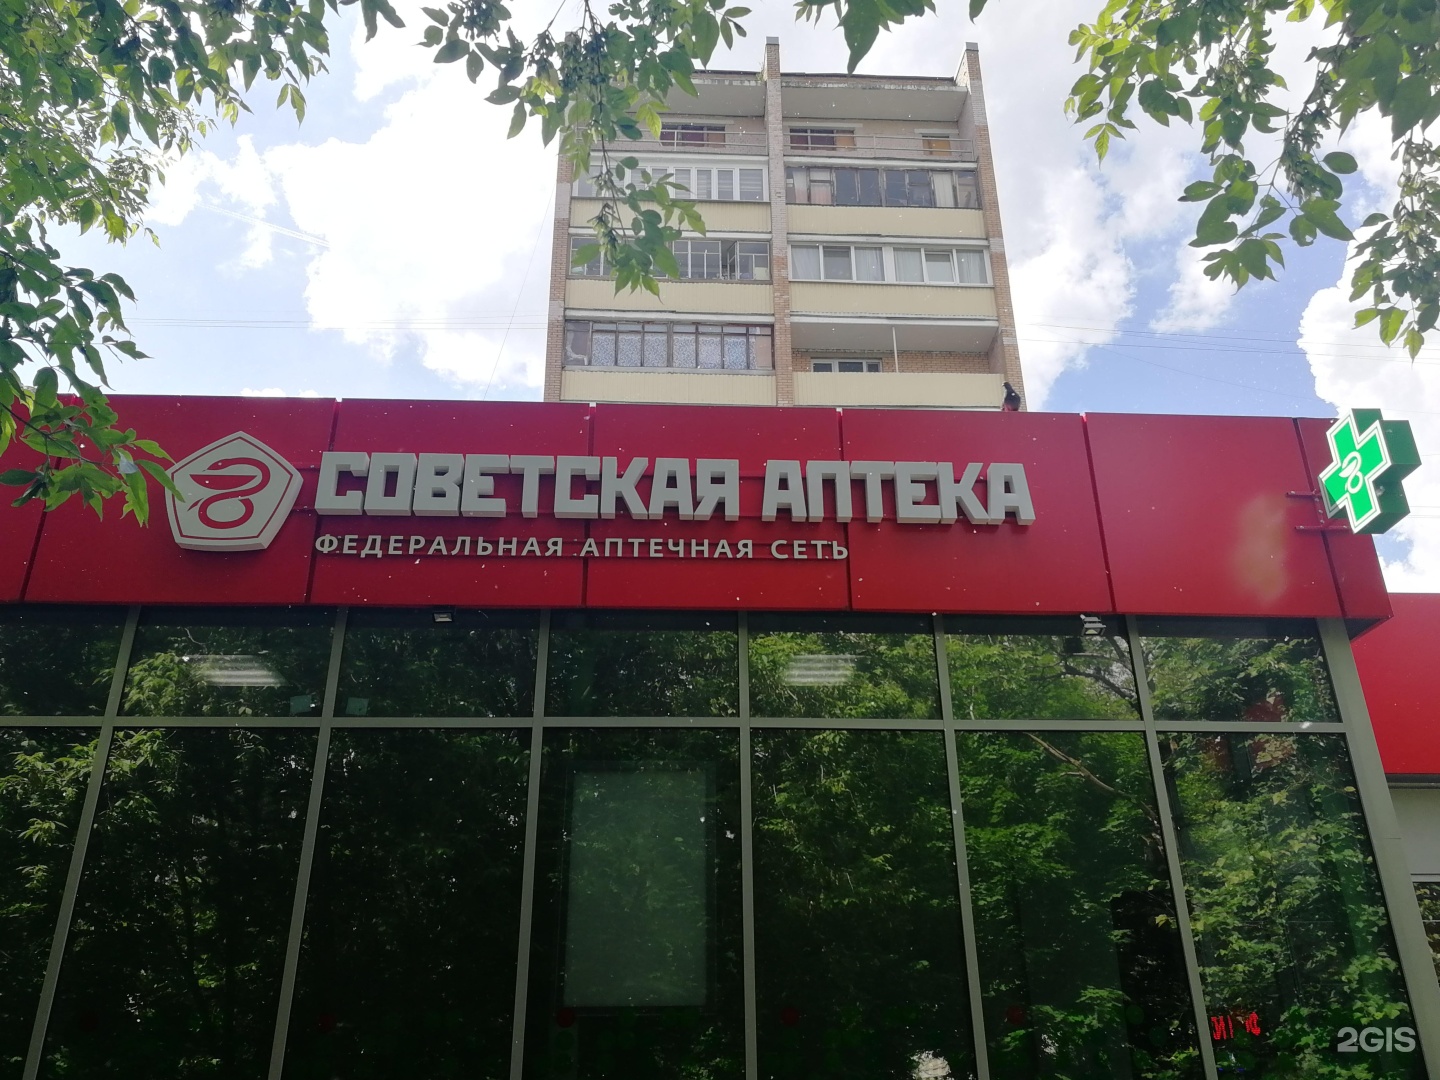 СОВЕТСКАЯ АПТЕКА
ФЕДЕРАЛЬНАЯ АПТЕЧНАЯ СЕТЬ
2GIS